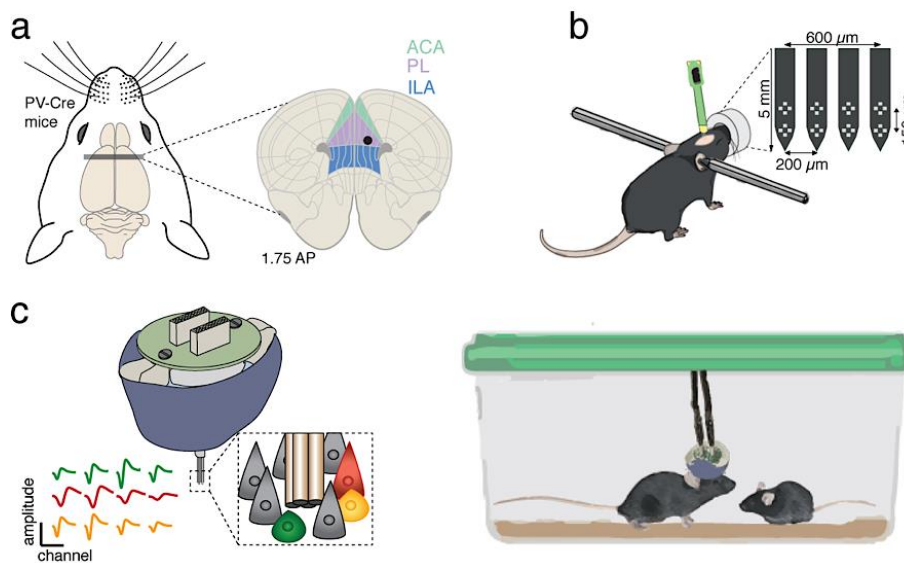 a
PV-Cre
mice
ACA
PL
ILA
1.75 AP
b
600 µm
5 mm
200 µm
c
amplitude
channel